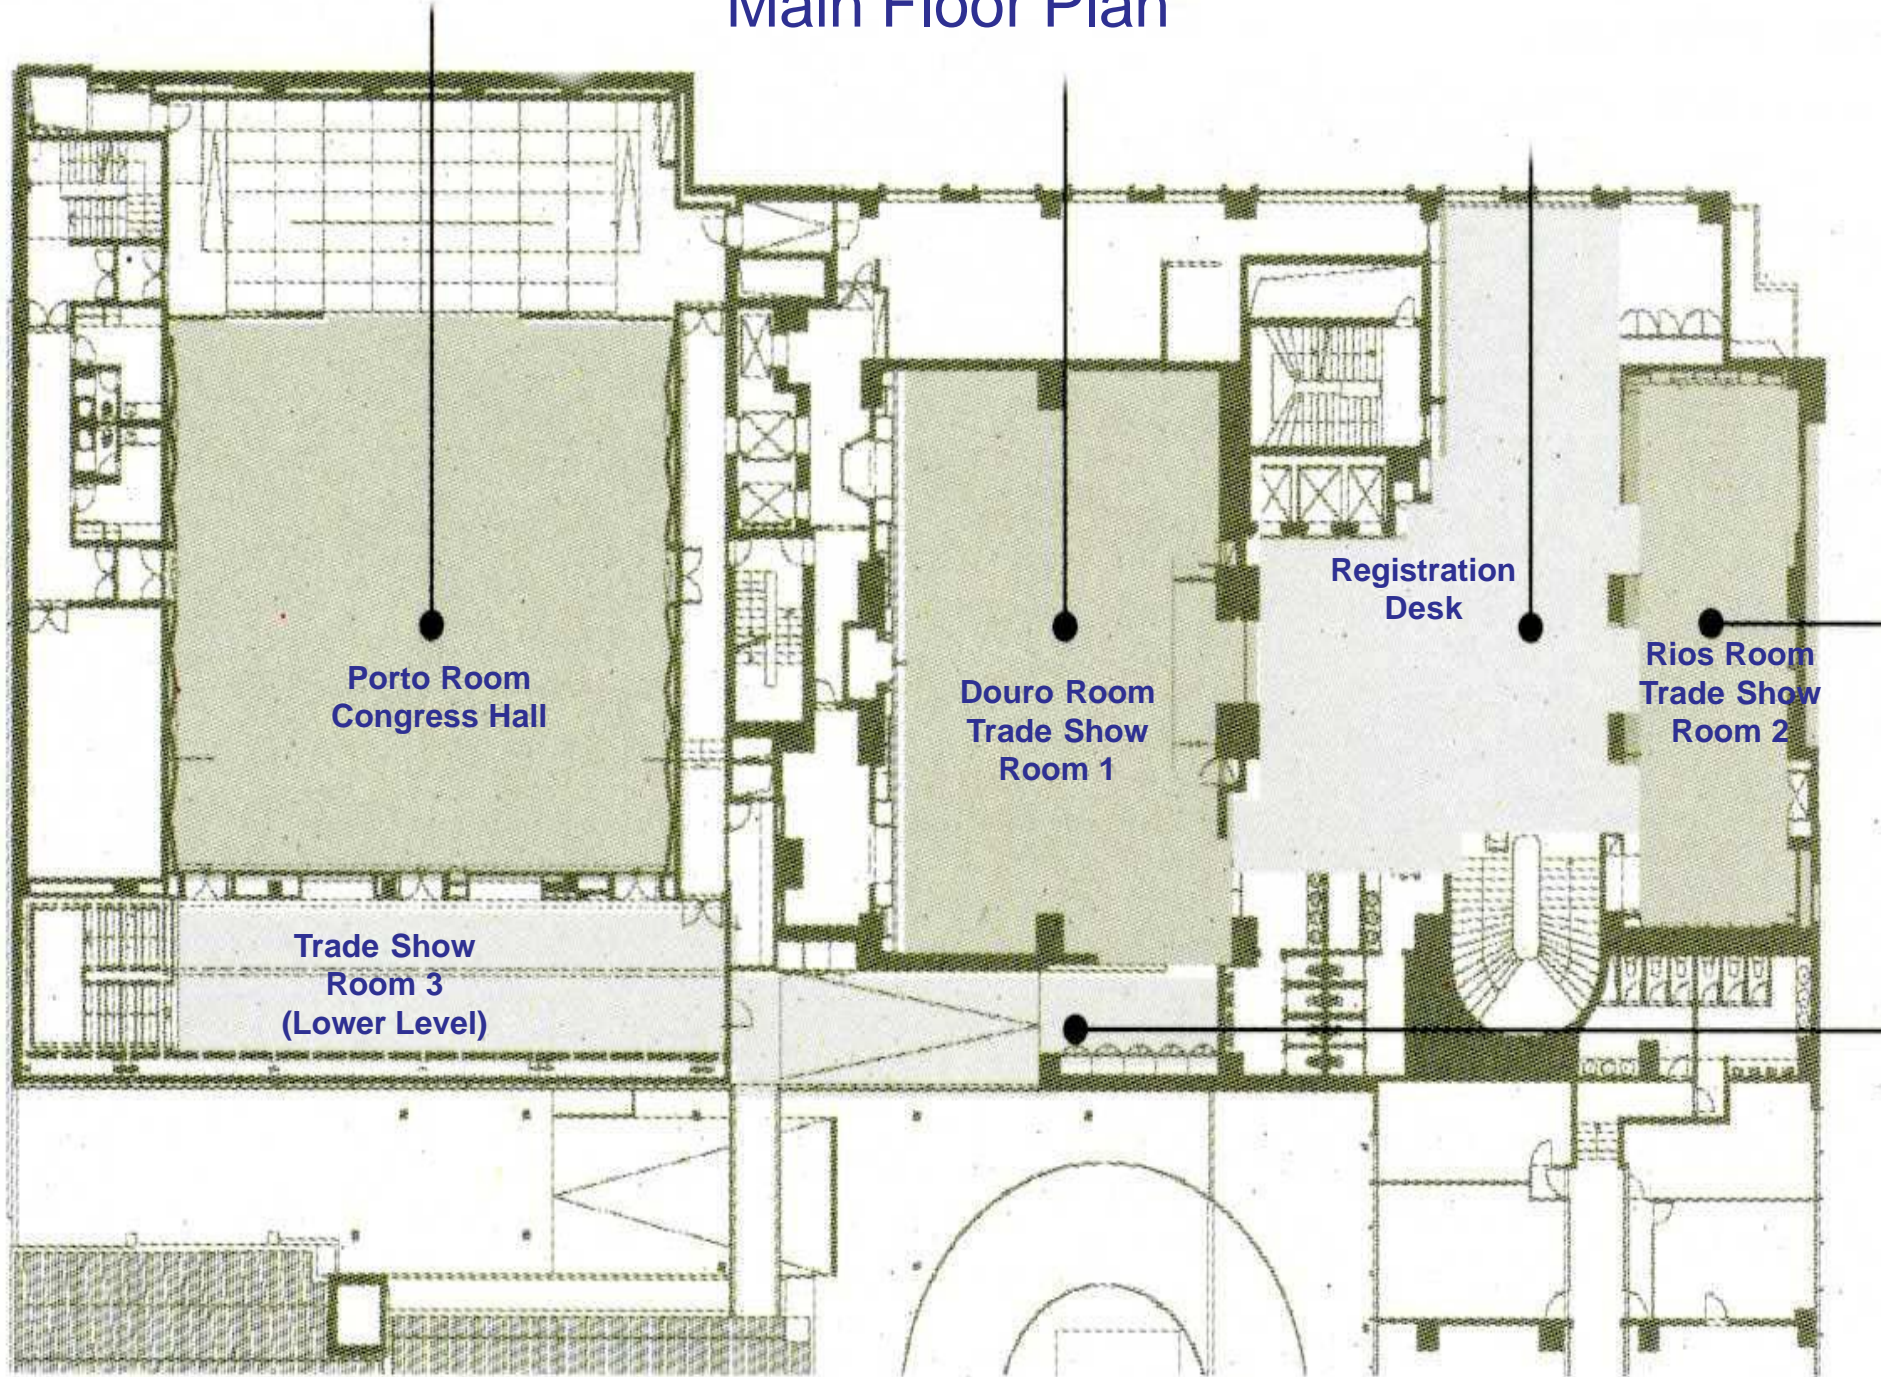 Main Floor Plan
Registration
Desk
Porto Room
Congress Hall
Douro Room
Trade Show
Room 1
Rios Room
Trade Show
Room 2
Trade Show
Room 3
(Lower Level)